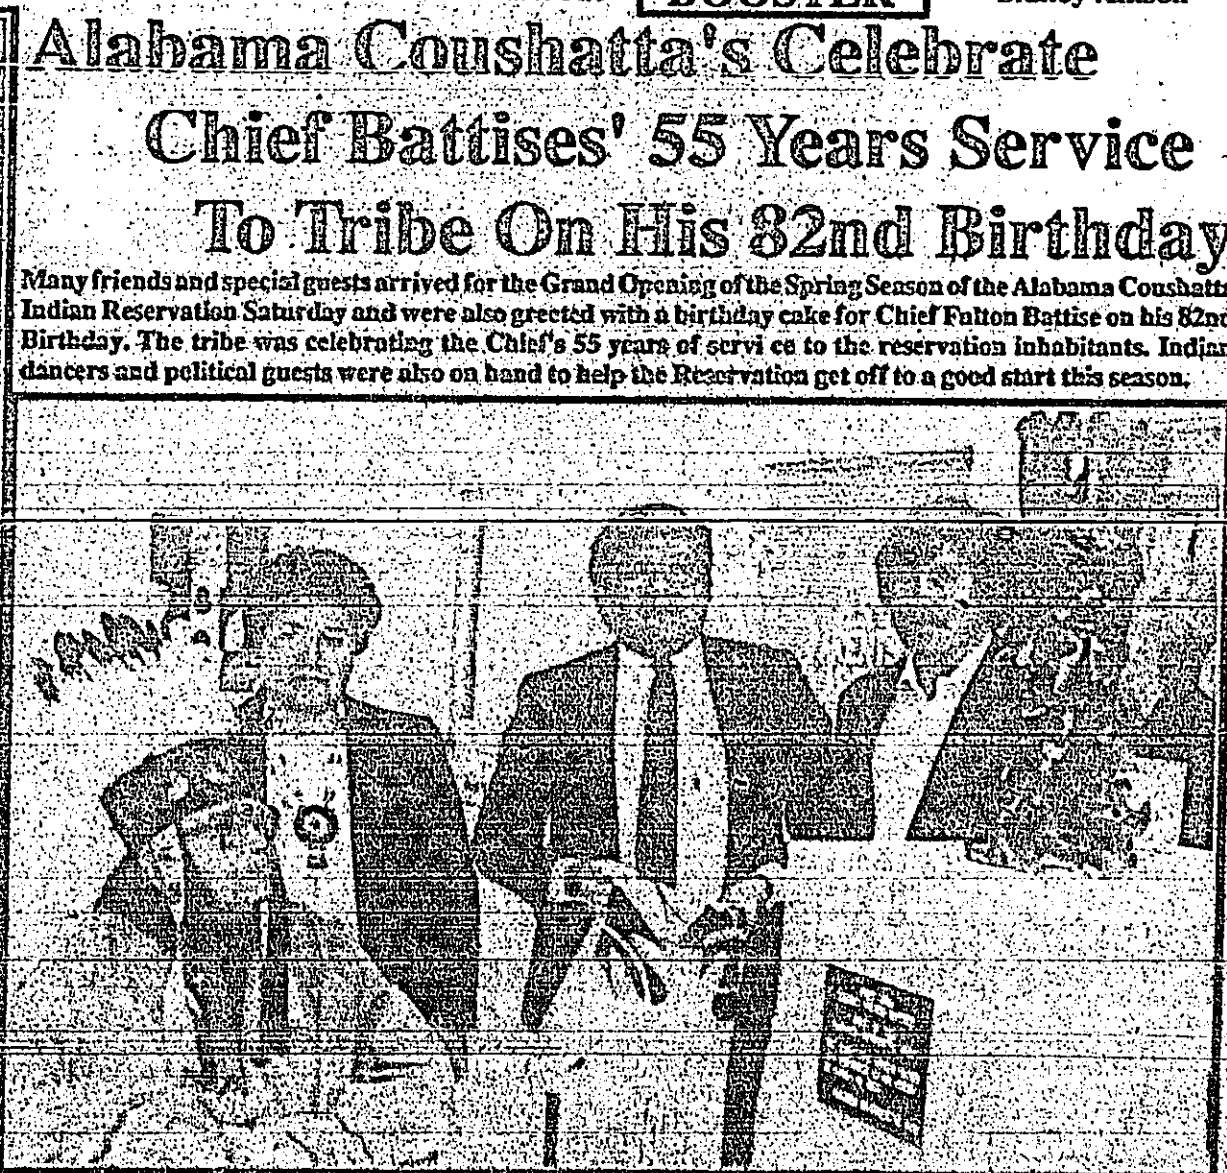 Alabama Coushatta's Celebrate
Chief Battises' 55 Years Service
To Tribe On His 82nd Birthday
Many friends and special guests arrived for the Grand Opening of the Spring Season of the Alabama Coushatta
Indian Reservation Saturday and were also greeted with a birthday cake for Chief Fulton Battise on his 82nd
Birthday. The tribe was celebrating the Chief's 55 years of servi ce to the reservation inhabitants. Indian
dancers and political guests were also on hand to help the Reservation get off to a good start this season.